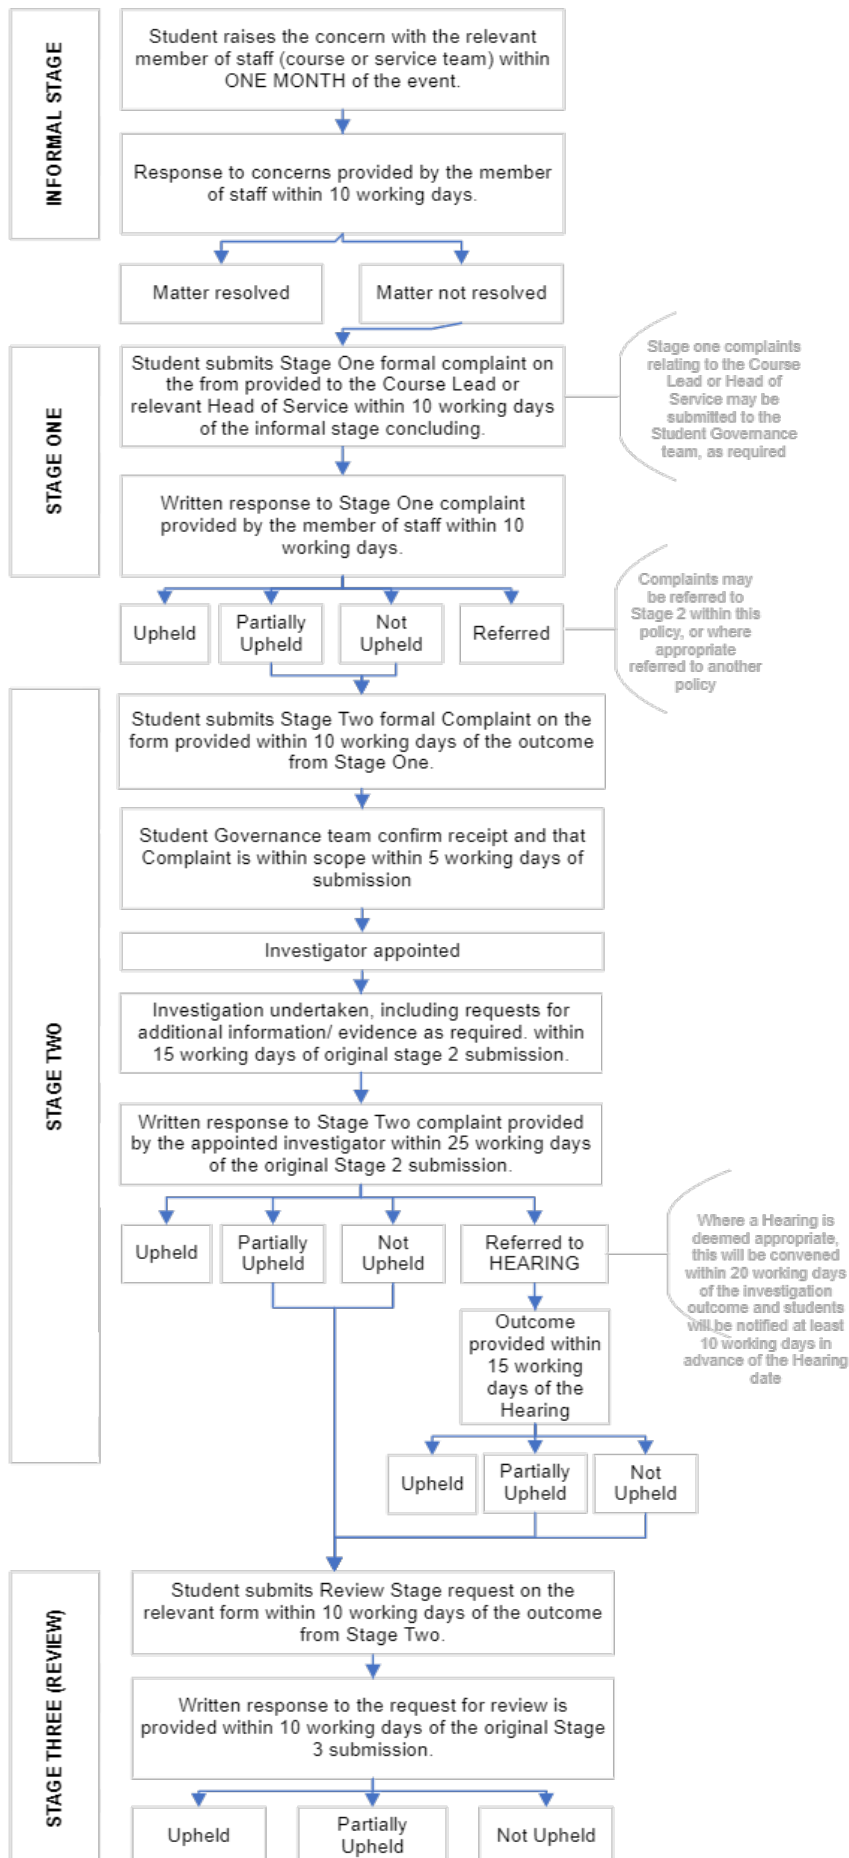 INFORMAL STAGE
Student raises the concern with the relevant
member of staff (course or service team) within
ONE MONTH of the event.
Response to concerns provided by the member
of staff within 10 working days.
Matter resolved
Matter not resolved
STAGE ONE
Student submits Stage One formal complaint on
the from provided to the Course Lead or
relevant Head of Service within 10 working days
of the informal stage concluding.
Stage one complaints
relating to the Course
Lead or Head of
Service may be
submitted to the
Student Governance
team, as required
Written response to Stage One complaint
provided by the member of staff within 10
working days.
Upheld
Partially
Upheld
Not
Upheld
Referred
Complaints may
be referred to
Stage 2 within this
policy, or where
appropriate
referred to another
policy
STAGE TWO
Student submits Stage Two formal Complaint on the
form provided within 10 working days of the outcome
from Stage One.
Student Governance team confirm receipt and that
Complaint is within scope within 5 working days of
submission
Investigator appointed
Investigation undertaken, including requests for
additional information/ evidence as required. within
15 working days of original stage 2 submission.
Written response to Stage Two complaint provided
by the appointed investigator within 25 working days
of the original Stage 2 submission.
Upheld
Partially
Upheld
Not
Upheld
Referred to
HEARING
Where a Hearing is
deemed appropriate,
this will be convened
within 20 working days
of the investigation
outcome and students
will be notified at least
10 working days in
advance of the Hearing
date
Outcome
provided within
15 working
days of the
Hearing
Upheld
Partially
Upheld
Not
Upheld
STAGE THREE (REVIEW)
Student submits Review Stage request on the
relevant form within 10 working days of the outcome
from Stage Two.
Written response to the request for review is
provided within 10 working days of the original Stage
3 submission.
Upheld
Partially
Upheld
Not Upheld